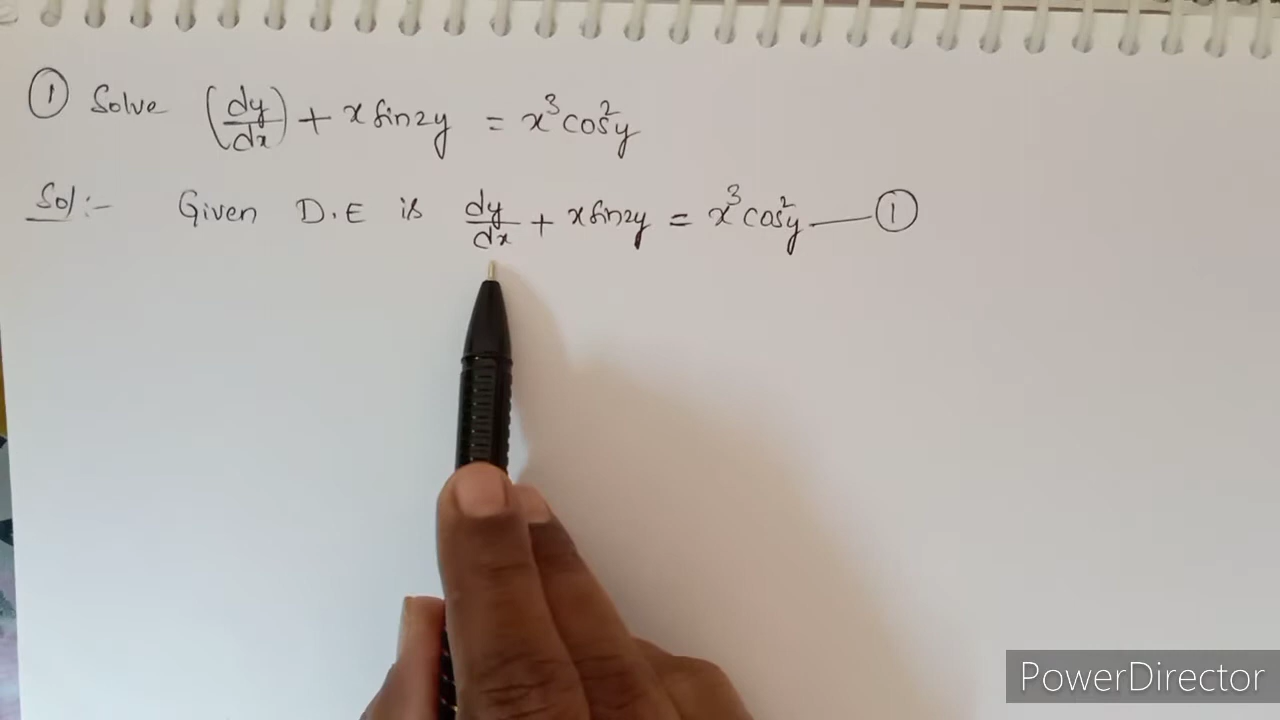 ① Solve (dy/dx) + x sin2y = x³cos²y
Sol:- Given D.E is dy/dx + x sin2y = x³cos²y — ①
PowerDirector